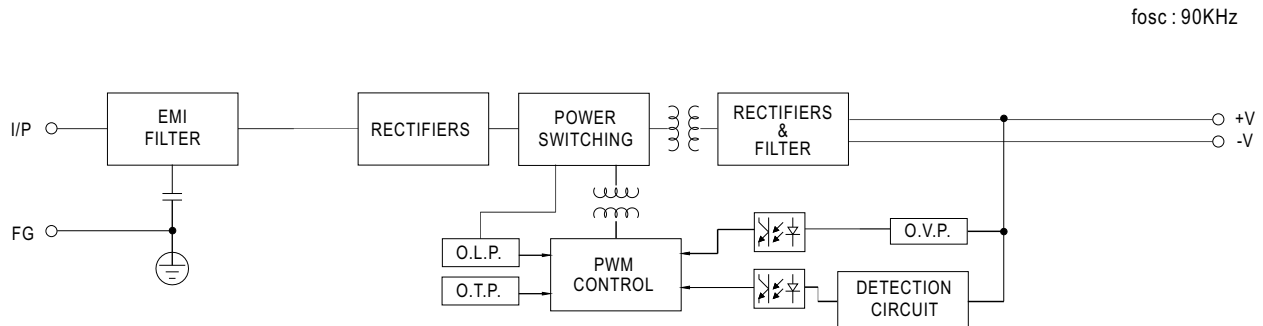 fosc : 90KHz
I/P
EMI
FILTER
RECTIFIERS
POWER
SWITCHING
RECTIFIERS
&
FILTER
+V
-V
FG
O.L.P.
O.T.P.
PWM
CONTROL
O.V.P.
DETECTION
CIRCUIT